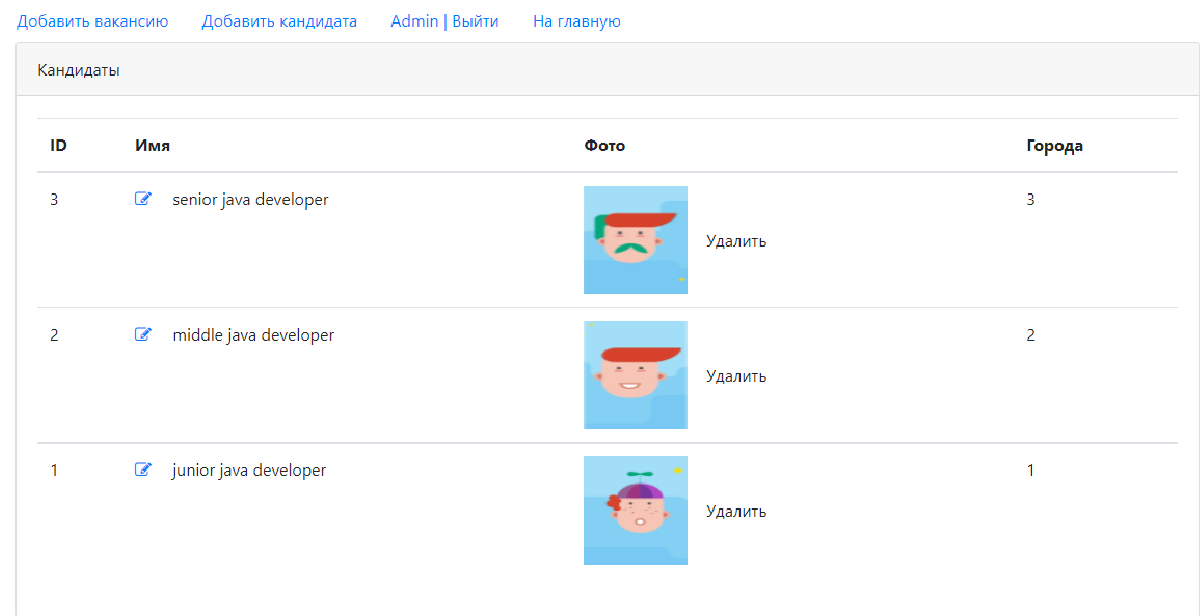 Добавить вакансию Добавить кандидата Admin | Выйти На главную
Кандидаты
ID Имя Фото Города
3 senior java developer Удалить 3
2 middle java developer Удалить 2
1 junior java developer Удалить 1